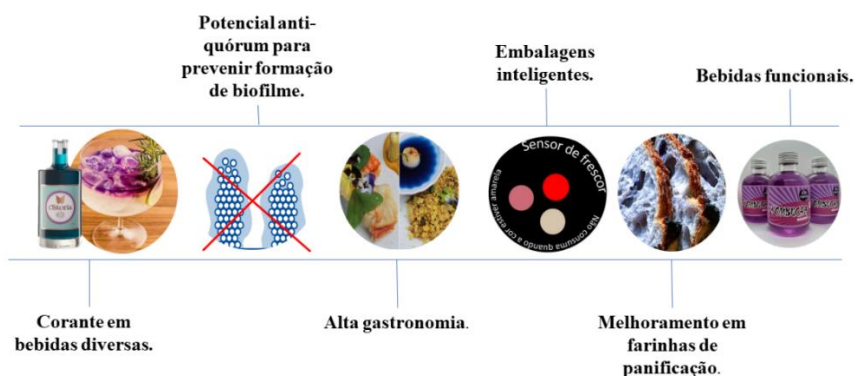 Potencial anti-
quórum para
prevenir formação
de biofilme.
Embalagens
inteligentes.
Bebidas funcionais.
Sensor de frescor
Não consuma quando a cor estiver amarela
Corante em
bebidas diversas.
Alta gastronomia.
Melhoramento em
farinhas de
panificação.